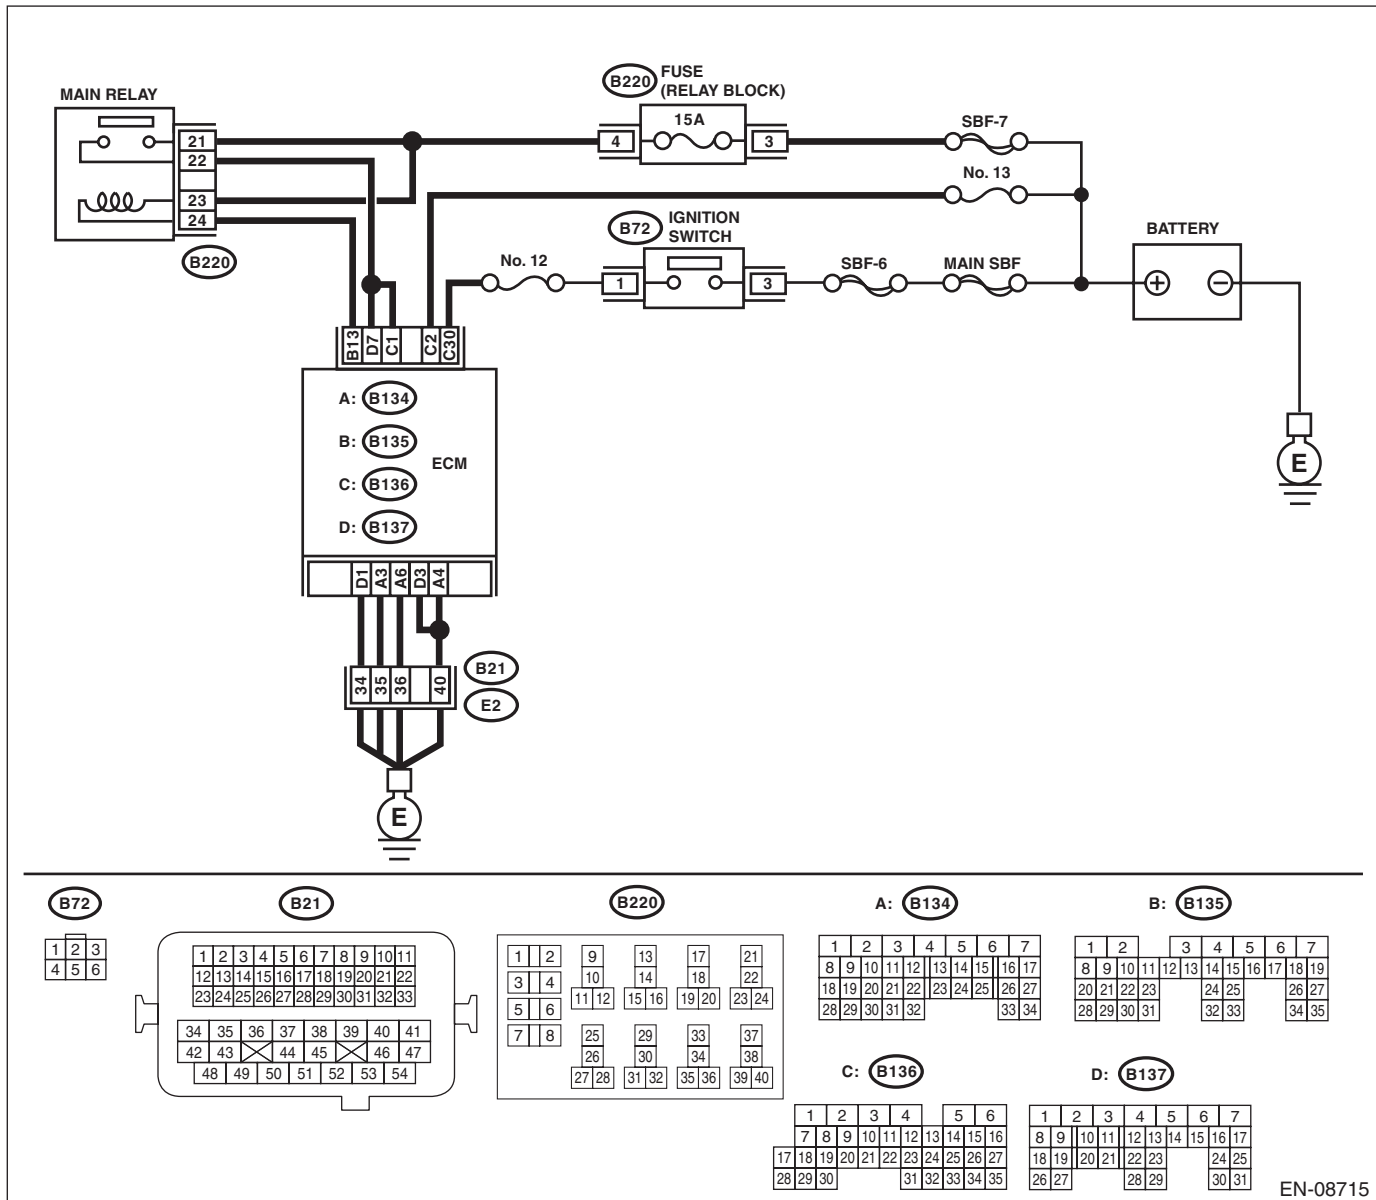 B220 FUSE
(RELAY BLOCK)
MAIN RELAY
15A
SBF-7
21
4
3
22
No. 13
23
24
B72 IGNITION
SWITCH
BATTERY
B220
No. 12
SBF-6
MAIN SBF
1
3
+
−
B13 D7 C1 C2 C30
A: B134
B: B135
ECM
C: B136
D: B137
E
D1 A3 A6 D3 A4
B21
34 35 36 40
E2
E
B72
1 2 3
4 5 6
B21
1 2 3 4 5 6 7 8 9 10 11
12 13 14 15 16 17 18 19 20 21 22
23 24 25 26 27 28 29 30 31 32 33
34 35 36 37 38 39 40 41
42 43 44 45 46 47
48 49 50 51 52 53 54
B220
1 2 9 13 17 21
3 4 10 14 18 22
11 12 15 16 19 20 23 24
5 6
7 8 25 29 33 37
26 30 34 38
27 28 31 32 35 36 39 40
A: B134
1 2 3 4 5 6 7
8 9 10 11 12 13 14 15 16 17
18 19 20 21 22 23 24 25 26 27
28 29 30 31 32 33 34
B: B135
1 2 3 4 5 6 7
8 9 10 11 12 13 14 15 16 17 18 19
20 21 22 23 24 25 26 27
28 29 30 31 32 33 34 35
C: B136
1 2 3 4 5 6
7 8 9 10 11 12 13 14 15 16
17 18 19 20 21 22 23 24 25 26 27
28 29 30 31 32 33 34 35
D: B137
1 2 3 4 5 6 7
8 9 10 11 12 13 14 15 16 17
18 19 20 21 22 23 24 25
26 27 28 29 30 31
EN-08715